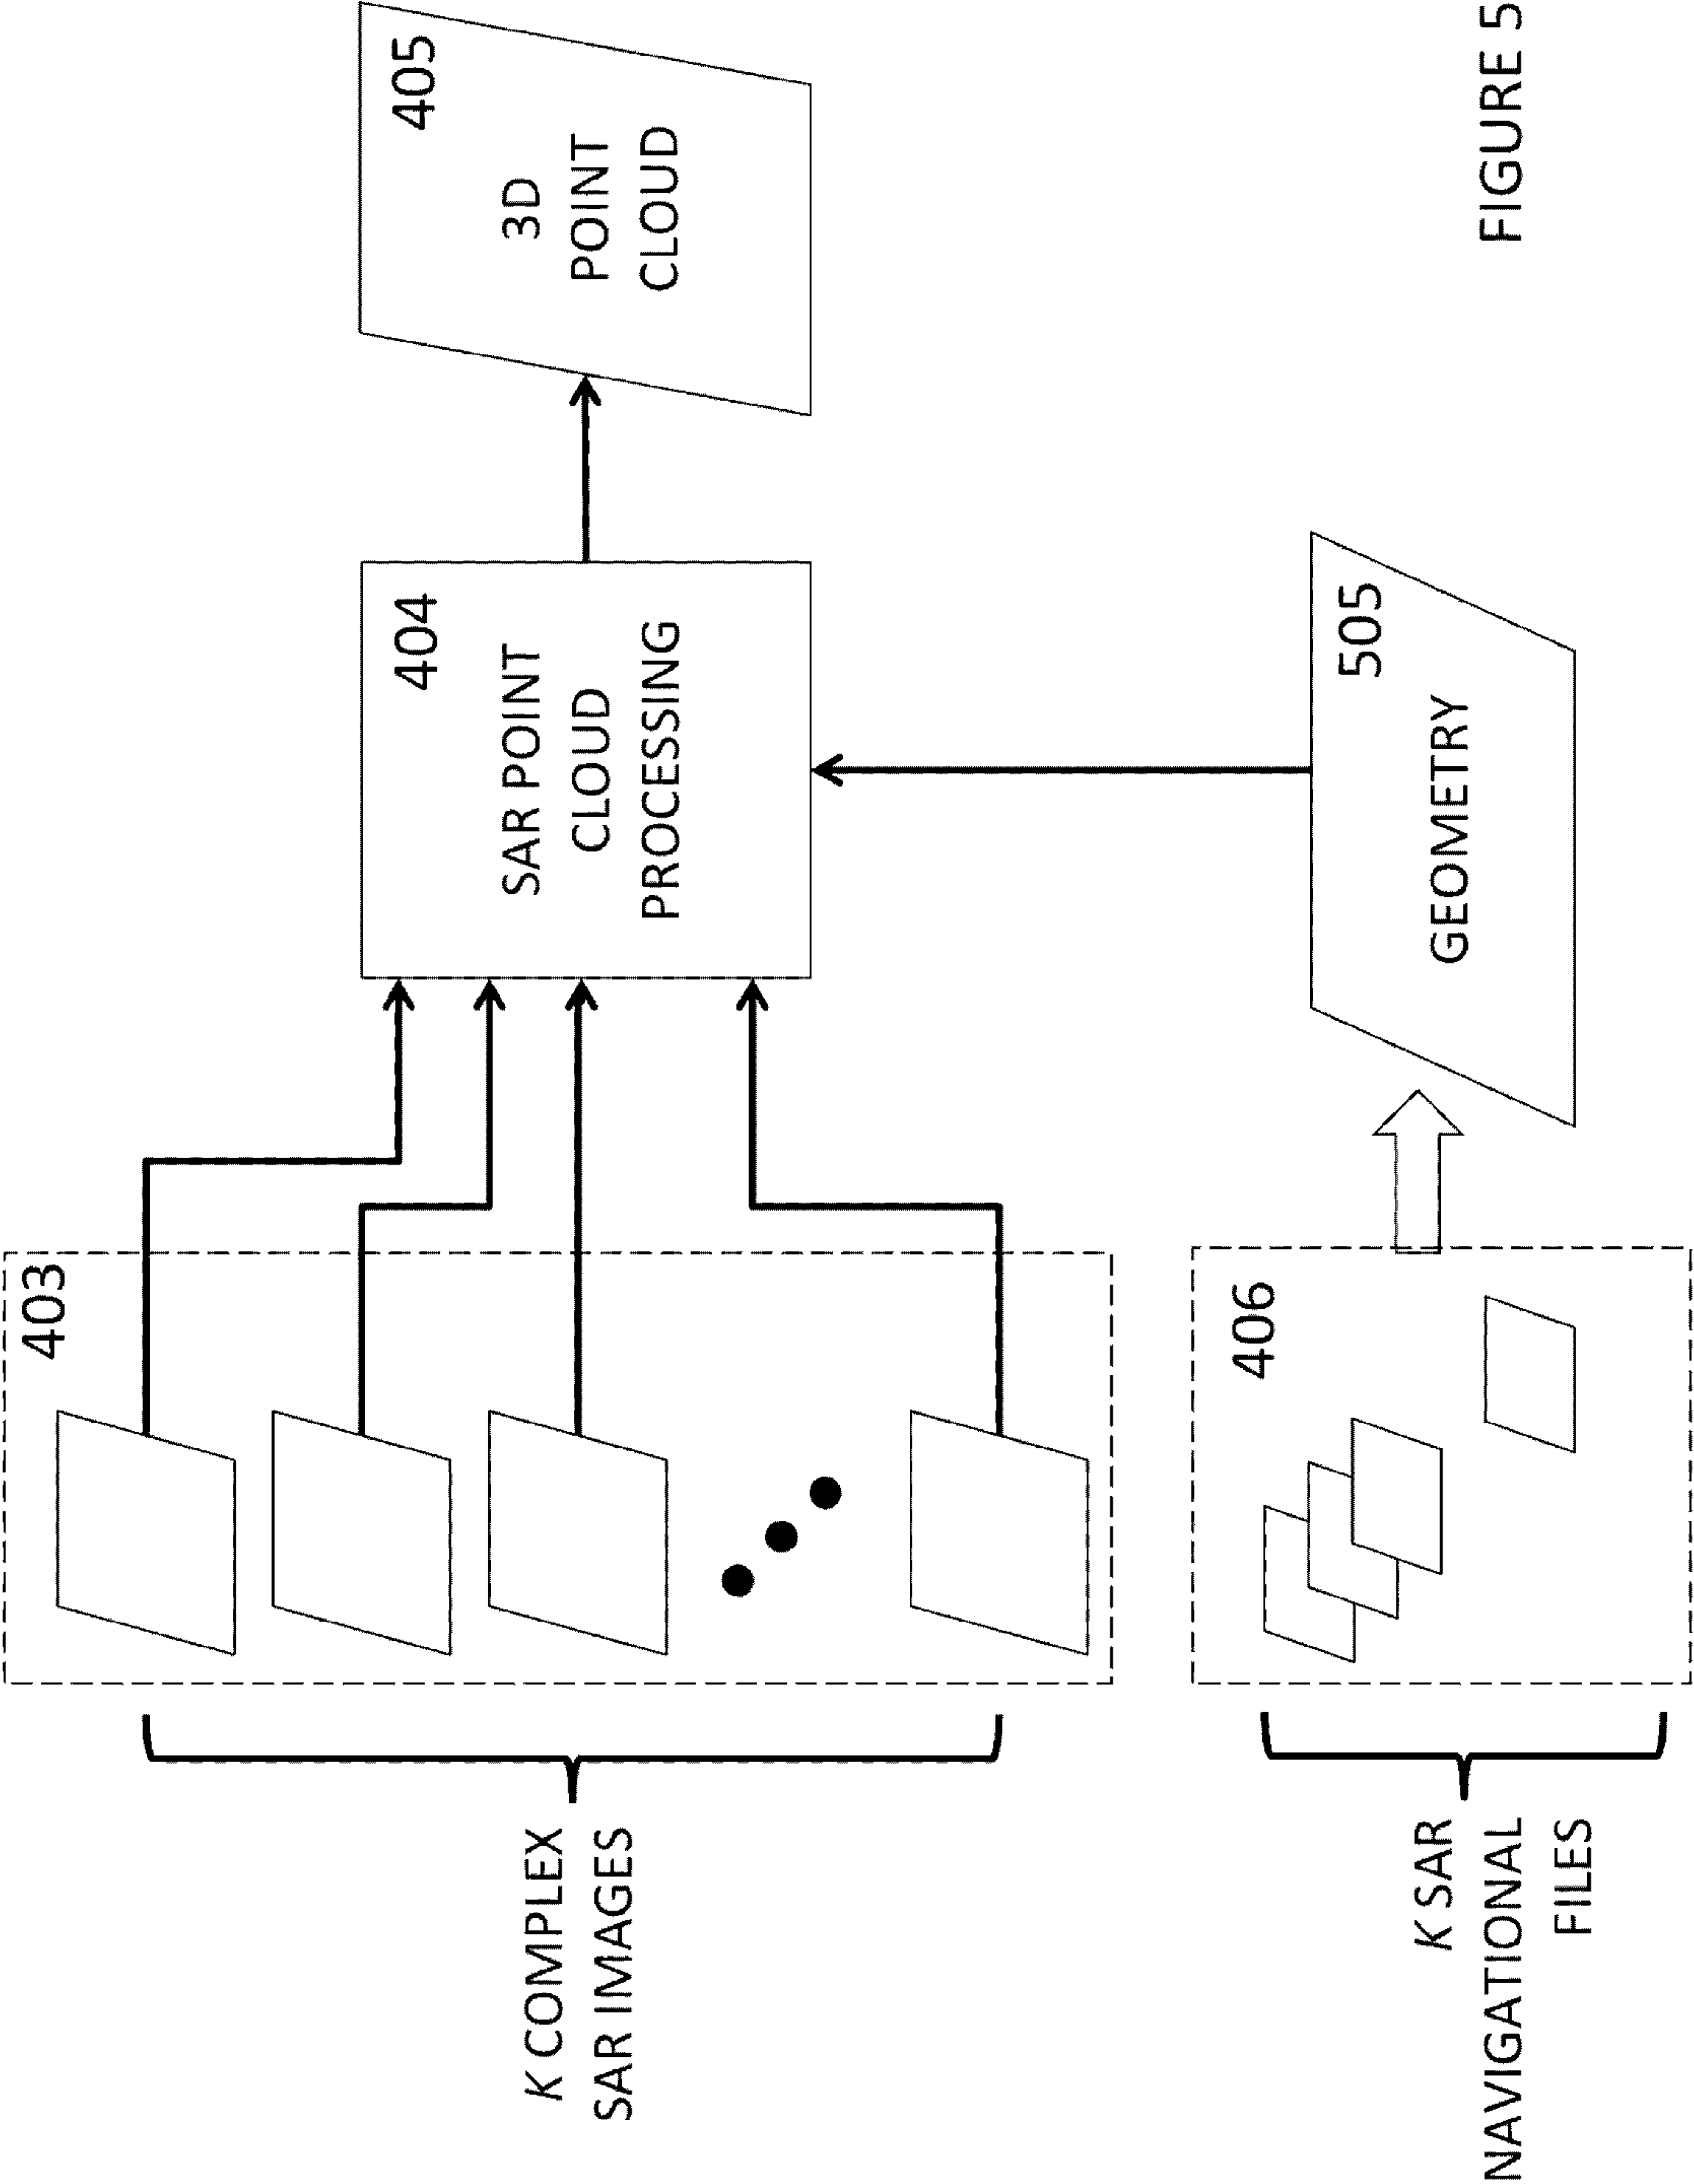 K COMPLEX
SAR IMAGES
403
404
SAR POINT
CLOUD
PROCESSING
405
3D
POINT
CLOUD
K SAR
NAVIGATIONAL
FILES
406
505
GEOMETRY
FIGURE 5